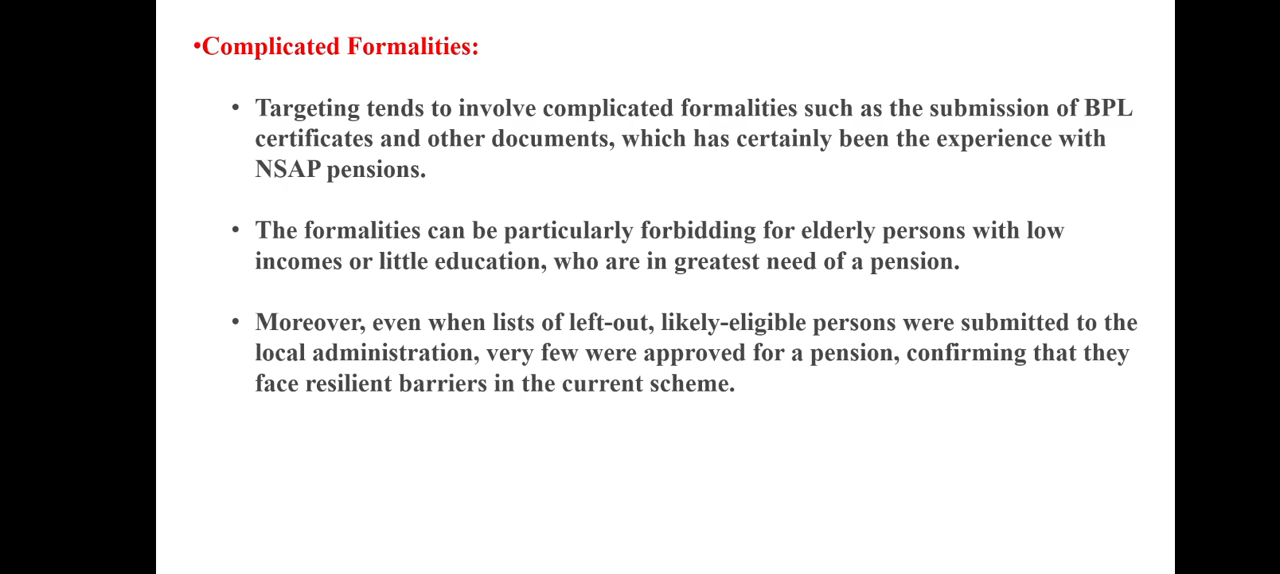 •Complicated Formalities:
• Targeting tends to involve complicated formalities such as the submission of BPL
certificates and other documents, which has certainly been the experience with
NSAP pensions.
• The formalities can be particularly forbidding for elderly persons with low
incomes or little education, who are in greatest need of a pension.
• Moreover, even when lists of left-out, likely-eligible persons were submitted to the
local administration, very few were approved for a pension, confirming that they
face resilient barriers in the current scheme.